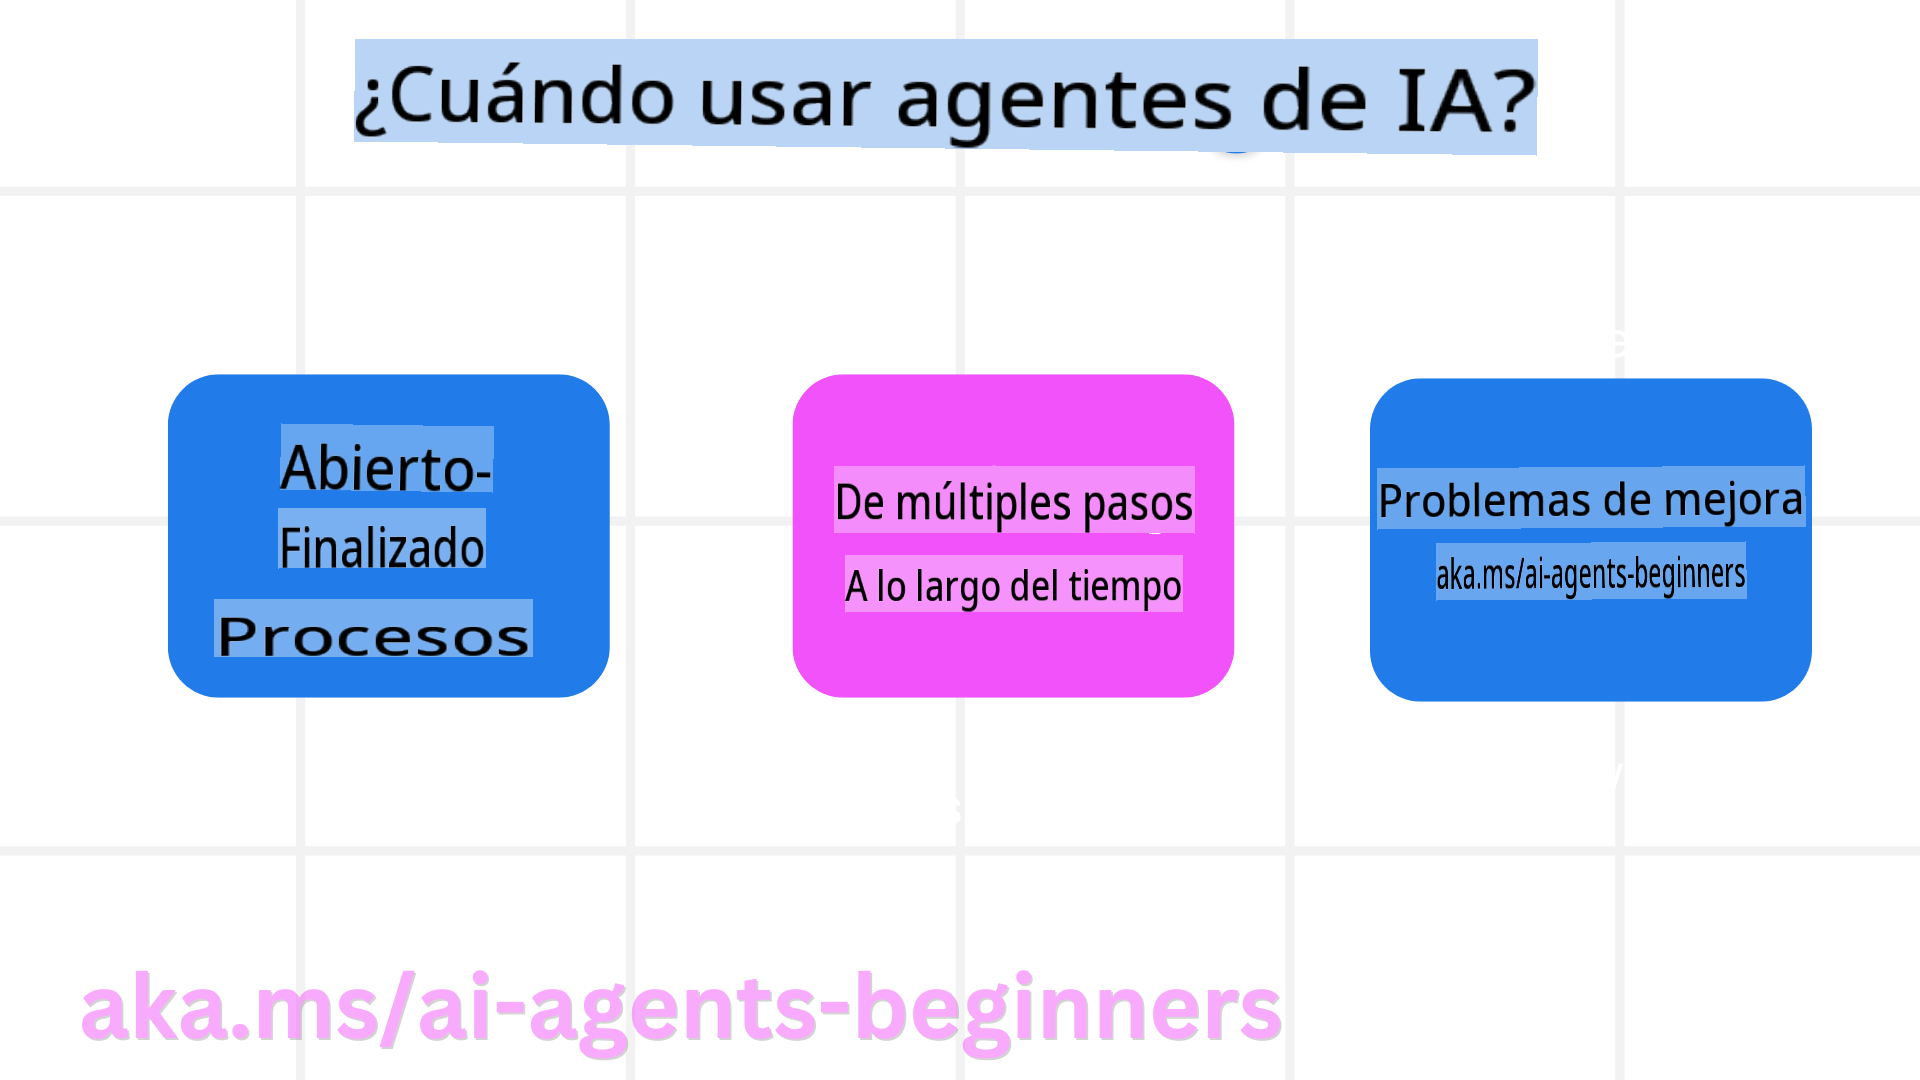 ¿Cuándo usar agentes de IA?
Abierto-
Finalizado
Procesos
De múltiples pasos
A lo largo del tiempo
Problemas de mejora
aka.ms/ai-agents-beginners
aka.ms/ai-agents-beginners